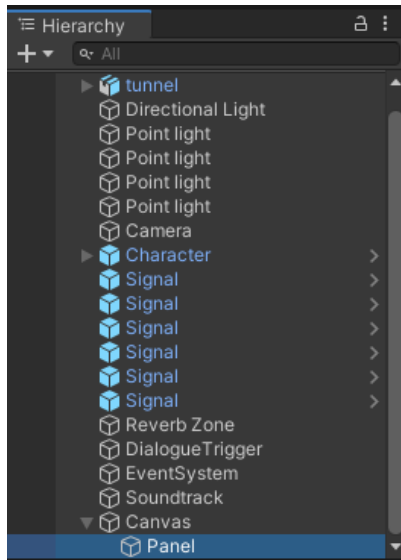 Hierarchy
All
tunnel
Directional Light
Point light
Point light
Point light
Point light
Camera
Character
Signal
Signal
Signal
Signal
Signal
Signal
Reverb Zone
DialogueTrigger
EventSystem
Soundtrack
Canvas
Panel